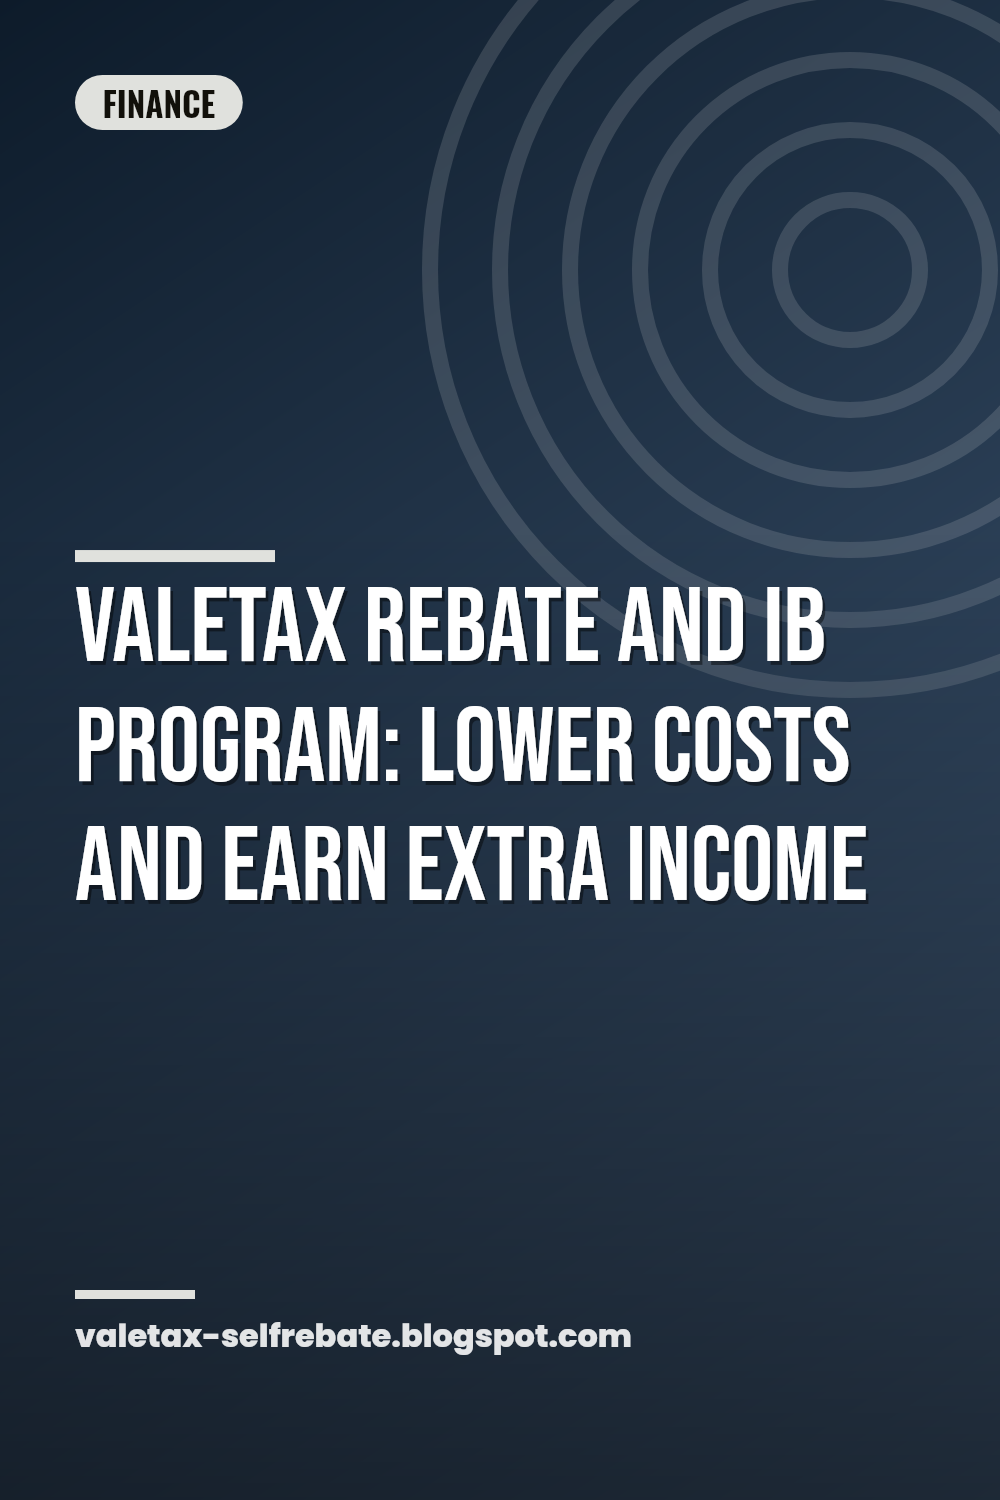 FINANCE
VALETAX REBATE AND IB
PROGRAM: LOWER COSTS
AND EARN EXTRA INCOME
valetax-selfrebate.blogspot.com